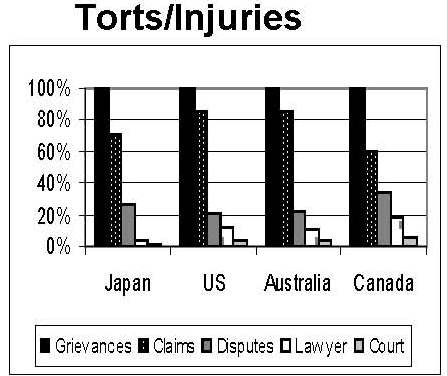 Torts/Injuries
100%
80%
60%
40%
20%
0%
Japan US Australia Canada
Grievances Claims Disputes Lawyer Court